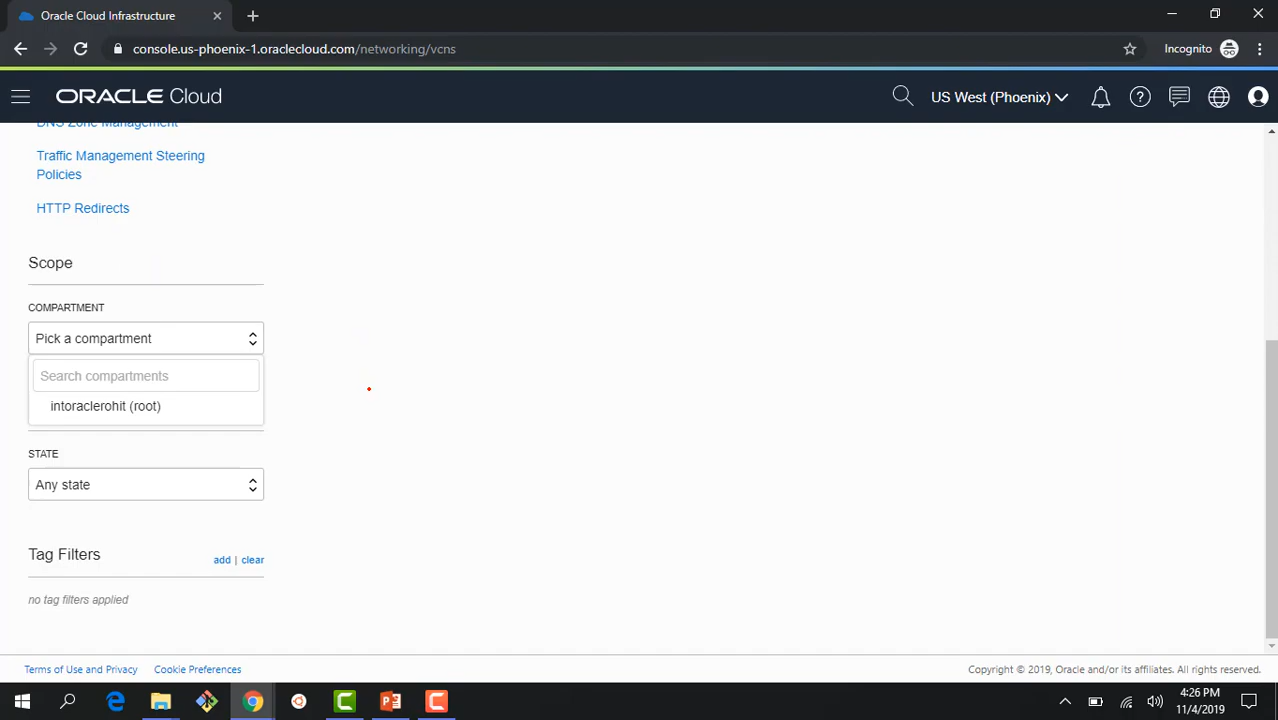 Oracle Cloud Infrastructure
console.us-phoenix-1.oraclecloud.com/networking/vcns
Incognito
ORACLE Cloud
US West (Phoenix)
DNS Zone Management
Traffic Management Steering
Policies
HTTP Redirects
Scope
COMPARTMENT
Pick a compartment
Search compartments
intoraclerohit (root)
STATE
Any state
Tag Filters
add | clear
no tag filters applied
Terms of Use and Privacy
Cookie Preferences
Copyright © 2019, Oracle and/or its affiliates. All rights reserved.
4:26 PM
11/4/2019